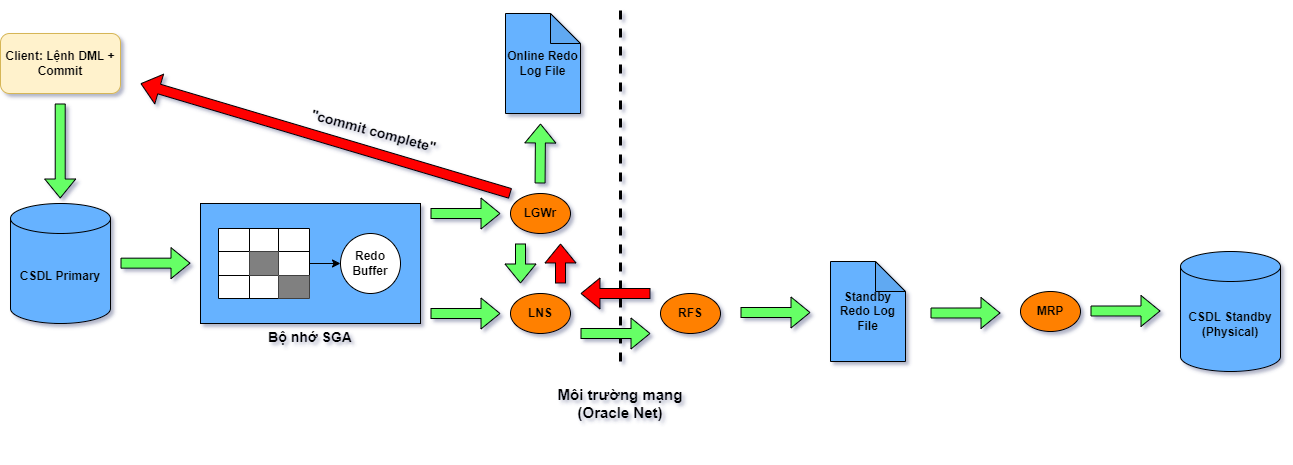 Client: Lệnh DML +
Commit
"commit complete"
Online Redo
Log File
LGWr
CSDL Primary
Redo
Buffer
Bộ nhớ SGA
LNS
RFS
Standby
Redo Log
File
MRP
CSDL Standby
(Physical)
Môi trường mạng
(Oracle Net)